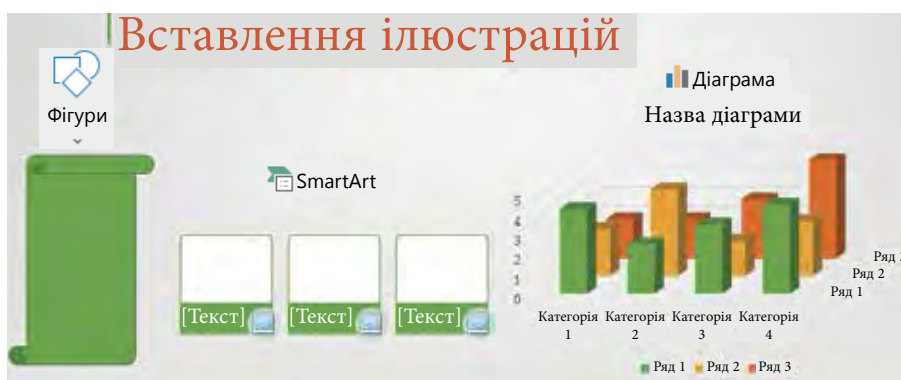 Вставлення ілюстрацій
Фігури
SmartArt
[Текст] [Текст] [Текст]
Діаграма
Назва діаграми
5
4
3
2
1
0
Ряд
Ряд 2
Ряд 1
Категорія 1
Категорія 2
Категорія 3
Категорія 4
Ряд 1 Ряд 2 Ряд 3